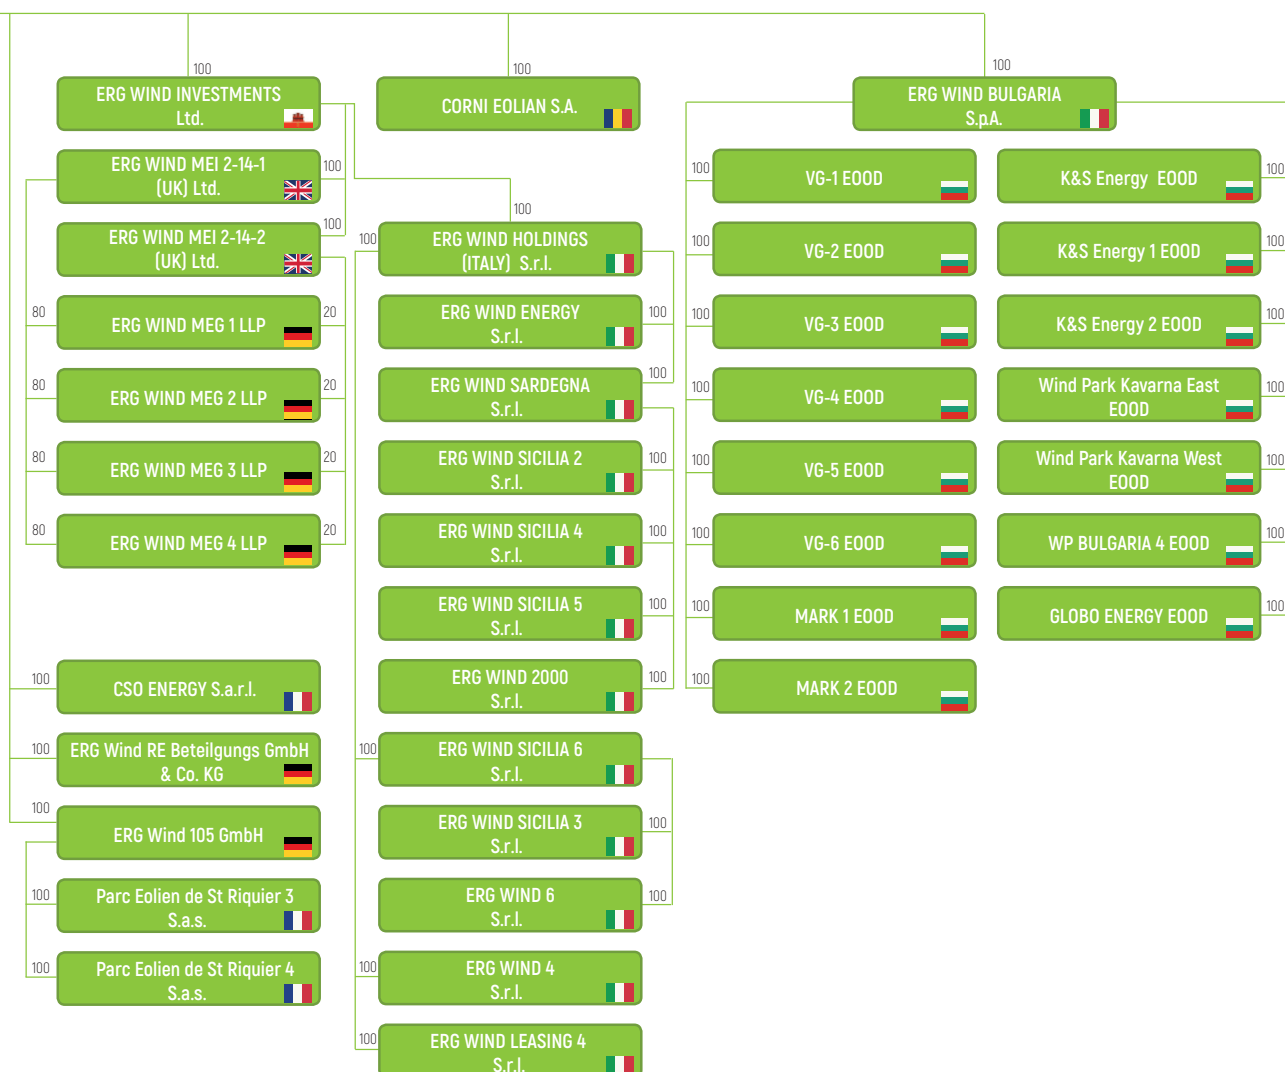 100
ERG WIND INVESTMENTS
Ltd.
ERG WIND MEI 2-14-1
(UK) Ltd.
100
ERG WIND MEI 2-14-2
(UK) Ltd.
100
80
ERG WIND MEG 1 LLP
20
80
ERG WIND MEG 2 LLP
20
80
ERG WIND MEG 3 LLP
20
80
ERG WIND MEG 4 LLP
20
100
CSO ENERGY S.a.r.l.
100
ERG Wind RE Beteilgungs GmbH
& Co. KG
100
ERG Wind 105 GmbH
100
Parc Eolien de St Riquier 3
S.a.s.
100
Parc Eolien de St Riquier 4
S.a.s.
100
CORNI EOLIAN S.A.
100
100
ERG WIND HOLDINGS
(ITALY) S.r.l.
ERG WIND ENERGY
S.r.l.
100
ERG WIND SARDEGNA
S.r.l.
100
ERG WIND SICILIA 2
S.r.l.
100
ERG WIND SICILIA 4
S.r.l.
100
ERG WIND SICILIA 5
S.r.l.
100
ERG WIND 2000
S.r.l.
100
100
ERG WIND SICILIA 6
S.r.l.
ERG WIND SICILIA 3
S.r.l.
100
ERG WIND 6
S.r.l.
100
100
ERG WIND 4
S.r.l.
100
ERG WIND LEASING 4
S.r.l.
100
ERG WIND BULGARIA
S.p.A.
100
VG-1 EOOD
100
VG-2 EOOD
100
VG-3 EOOD
100
VG-4 EOOD
100
VG-5 EOOD
100
VG-6 EOOD
100
MARK 1 EOOD
100
MARK 2 EOOD
K&S Energy EOOD
100
K&S Energy 1 EOOD
100
K&S Energy 2 EOOD
100
Wind Park Kavarna East
EOOD
100
Wind Park Kavarna West
EOOD
100
WP BULGARIA 4 EOOD
100
GLOBO ENERGY EOOD
100